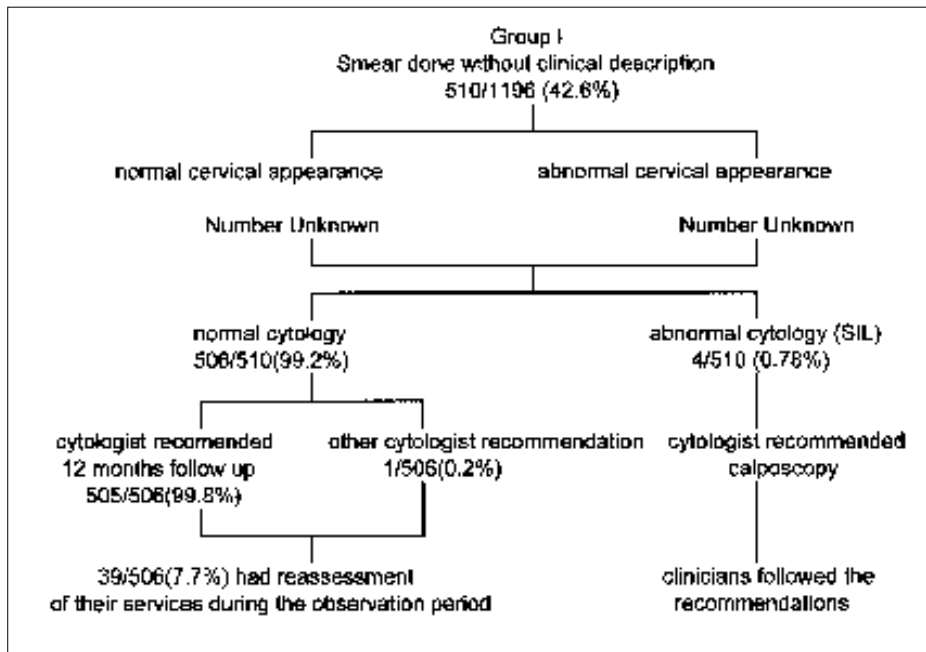 Group I
Smear done without clinical description
510/1196 (42.6%)
normal cervical appearance
abnormal cervical appearance
Number Unknown
Number Unknown
normal cytology
506/510(99.2%)
abnormal cytology (SIL)
4/510 (0.78%)
cytologist recomended
12 months follow up
505/506(99.8%)
other cytologist recommendation
1/506(0.2%)
cytologist recommended
calposcopy
39/506(7.7%) had reassessment
of their services during the observation period
clinicians followed the
recommendations